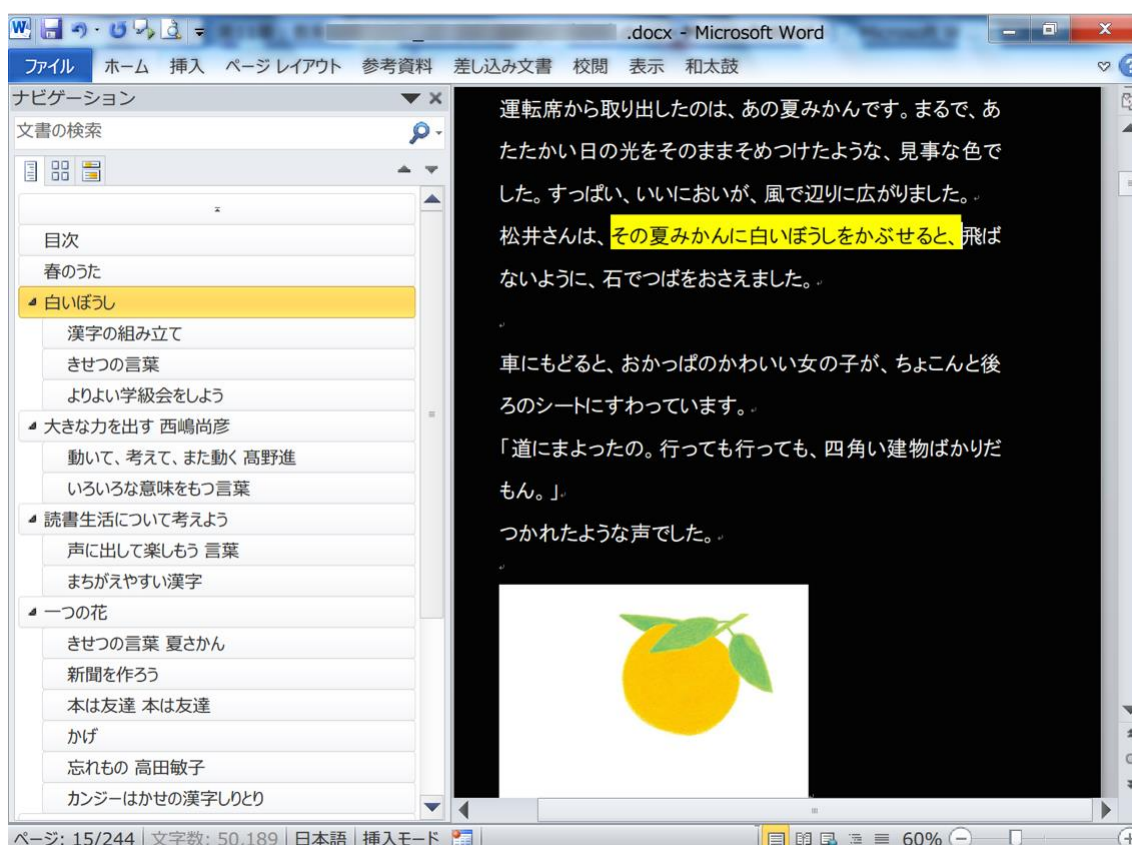 .docx - Microsoft Word
ファイル ホーム 挿入 ページ レイアウト 参考資料 差し込み文書 校閲 表示 和太鼓
ナビゲーション
文書の検索
目次
春のうた
白いぼうし
漢字の組み立て
きせつの言葉
よりよい学級会をしよう
大きな力を出す 西嶋尚彦
動いて、考えて、また動く 髙野進
いろいろな意味をもつ言葉
読書生活について考えよう
声に出して楽しもう 言葉
まちがえやすい漢字
一つの花
きせつの言葉 夏さかん
新聞を作ろう
本は友達 本は友達
かげ
忘れもの 高田敏子
カンジーはかせの漢字しりとり
運転席から取り出したのは、あの夏みかんです。まるで、あ
たたかい日の光をそのままそめつけたような、見事な色で
した。すっぱい、いいにおいが、風で辺りに広がりました。
松井さんは、その夏みかんに白いぼうしをかぶせると、飛ば
ないように、石でつばをおさえました。
車にもどると、おかっぱのかわいい女の子が、ちょこんと後
ろのシートにすわっています。
「道にまよったの。行っても行っても、四角い建物ばかりだ
もん。」
つかれたような声でした。
ページ: 15/244 文字数: 50,189 日本語 挿入モード 60%